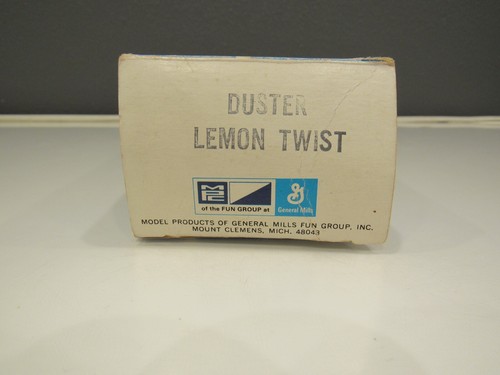 DUSTER
LEMON TWIST
MPC
G
of the FUN GROUP at
General Mills
MODEL PRODUCTS OF GENERAL MILLS FUN GROUP, INC.
MOUNT CLEMENS, MICH. 48043